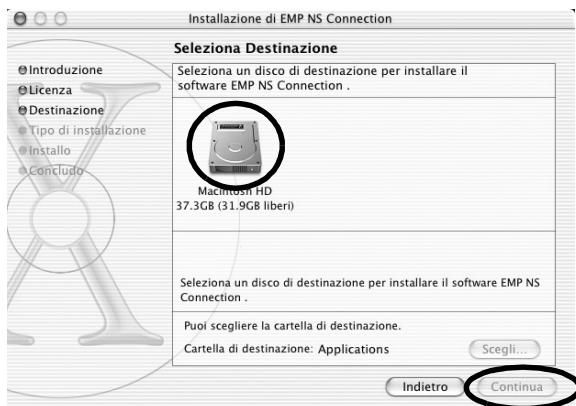 Installazione di EMP NS Connection
Seleziona Destinazione
Introduzione
Licenza
Destinazione
Tipo di installazione
Installo
Concludo
Seleziona un disco di destinazione per installare il
software EMP NS Connection .
Macintosh HD
37.3GB (31.9GB liberi)
Seleziona un disco di destinazione per installare il software EMP NS
Connection .
Puoi scegliere la cartella di destinazione.
Cartella di destinazione: Applications
Scegli...
Indietro
Continua